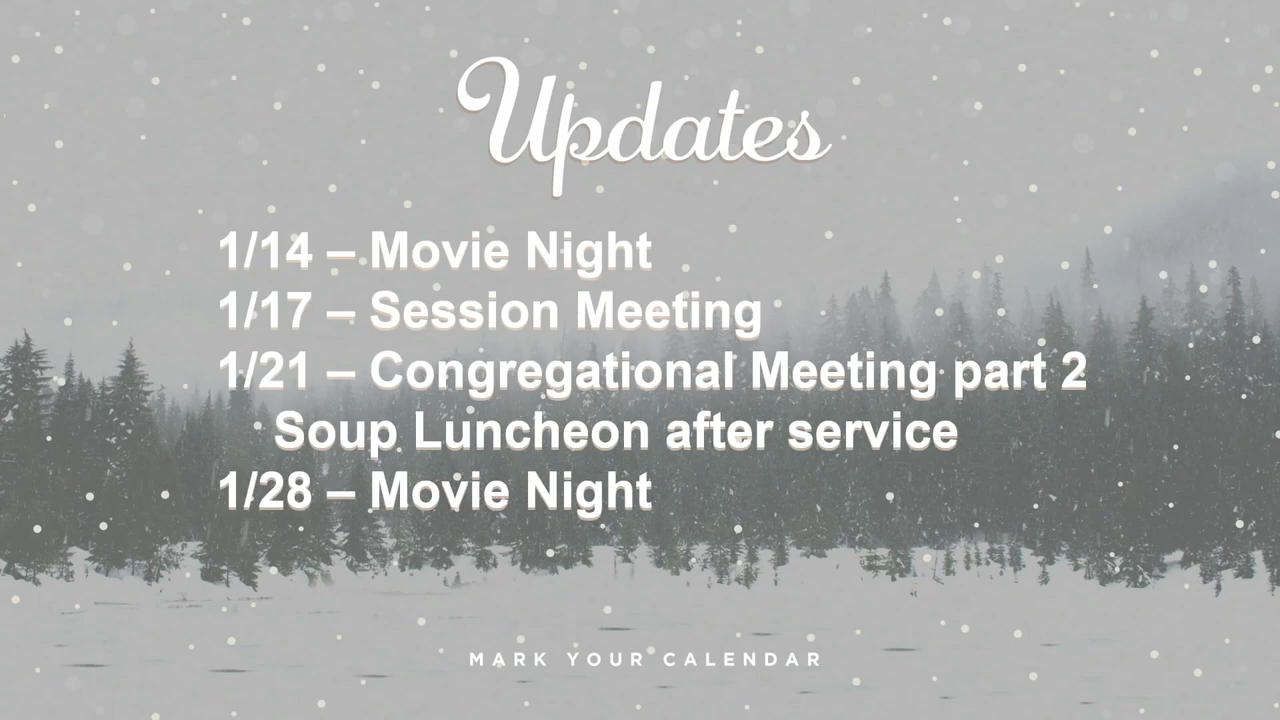 Updates
1/14 – Movie Night
1/17 – Session Meeting
1/21 – Congregational Meeting part 2
Soup Luncheon after service
1/28 – Movie Night
MARK YOUR CALENDAR